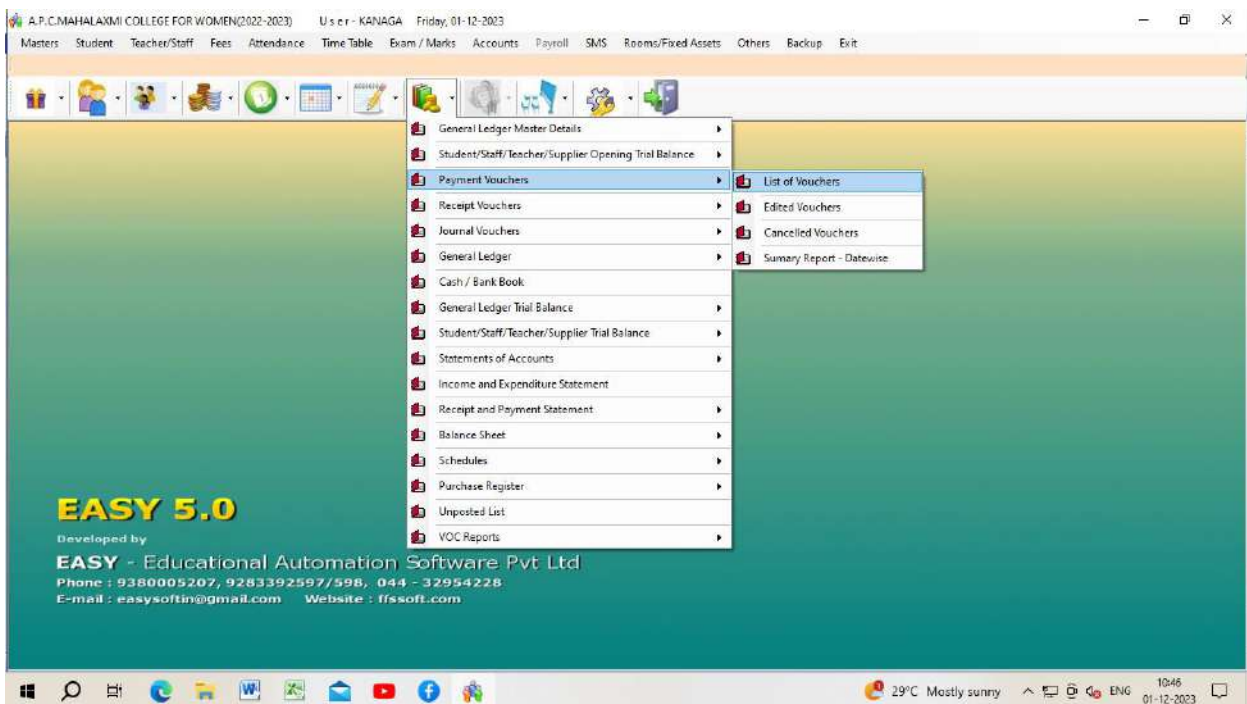 A.P.C.MAHALAXMI COLLEGE FOR WOMEN(2022-2023) U s e r - KANAGA Friday, 01-12-2023
Masters Student Teacher/Staff Fees Attendance Time Table Exam / Marks Accounts Payroll SMS Rooms/Fixed Assets Others Backup Exit
General Ledger Master Details
Student/Staff/Teacher/Supplier Opening Trial Balance
Payment Vouchers
Receipt Vouchers
Journal Vouchers
General Ledger
Cash / Bank Book
General Ledger Trial Balance
Student/Staff/Teacher/Supplier Trial Balance
Statements of Accounts
Income and Expenditure Statement
Receipt and Payment Statement
Balance Sheet
Schedules
Purchase Register
Unposted List
VOC Reports
List of Vouchers
Edited Vouchers
Cancelled Vouchers
Sumary Report - Datewise
EASY 5.0
Developed by
EASY - Educational Automation Software Pvt Ltd
Phone : 9380005207, 9283392597/598, 044 - 32954228
E-mail : easysoftin@gmail.com Website : ffssoft.com
29°C Mostly sunny ENG 10:46
01-12-2023